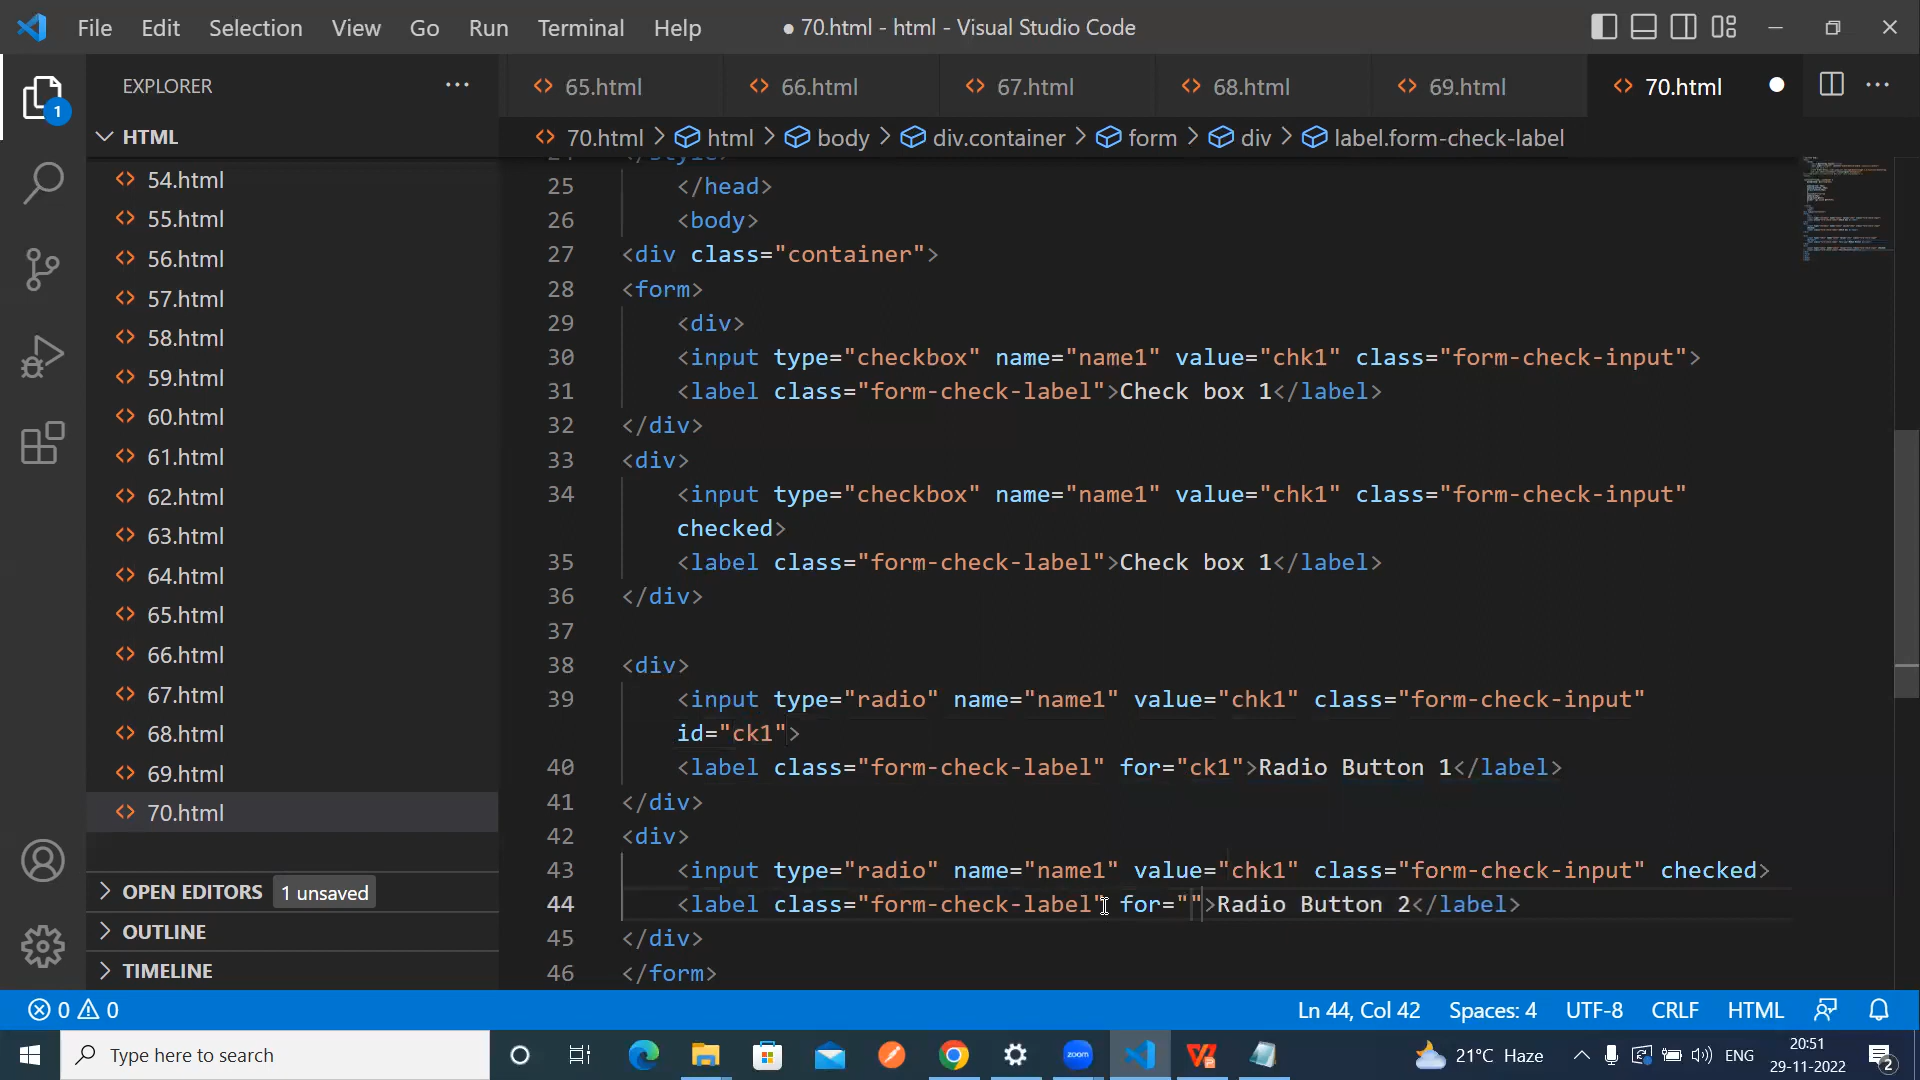 File Edit Selection View Go Run Terminal Help ● 70.html - html - Visual Studio Code
EXPLORER ···
65.html 66.html 67.html 68.html 69.html 70.html ●
1
HTML
70.html > html > body > div.container > form > div > label.form-check-label
54.html
55.html
56.html
57.html
58.html
59.html
60.html
61.html
62.html
63.html
64.html
65.html
66.html
67.html
68.html
69.html
70.html
OPEN EDITORS 1 unsaved
OUTLINE
TIMELINE
24 </style>
25 </head>
26 <body>
27 <div class="container">
28 <form>
29 <div>
30 <input type="checkbox" name="name1" value="chk1" class="form-check-input">
31 <label class="form-check-label">Check box 1</label>
32 </div>
33 <div>
34 <input type="checkbox" name="name1" value="chk1" class="form-check-input"
checked>
35 <label class="form-check-label">Check box 1</label>
36 </div>
37
38 <div>
39 <input type="radio" name="name1" value="chk1" class="form-check-input"
id="ck1">
40 <label class="form-check-label" for="ck1">Radio Button 1</label>
41 </div>
42 <div>
43 <input type="radio" name="name1" value="chk1" class="form-check-input" checked>
44 <label class="form-check-label" for="">Radio Button 2</label>
45 </div>
46 </form>
0 0 Ln 44, Col 42 Spaces: 4 UTF-8 CRLF HTML
Type here to search zoom 21°C Haze ENG 20:51
29-11-2022 2